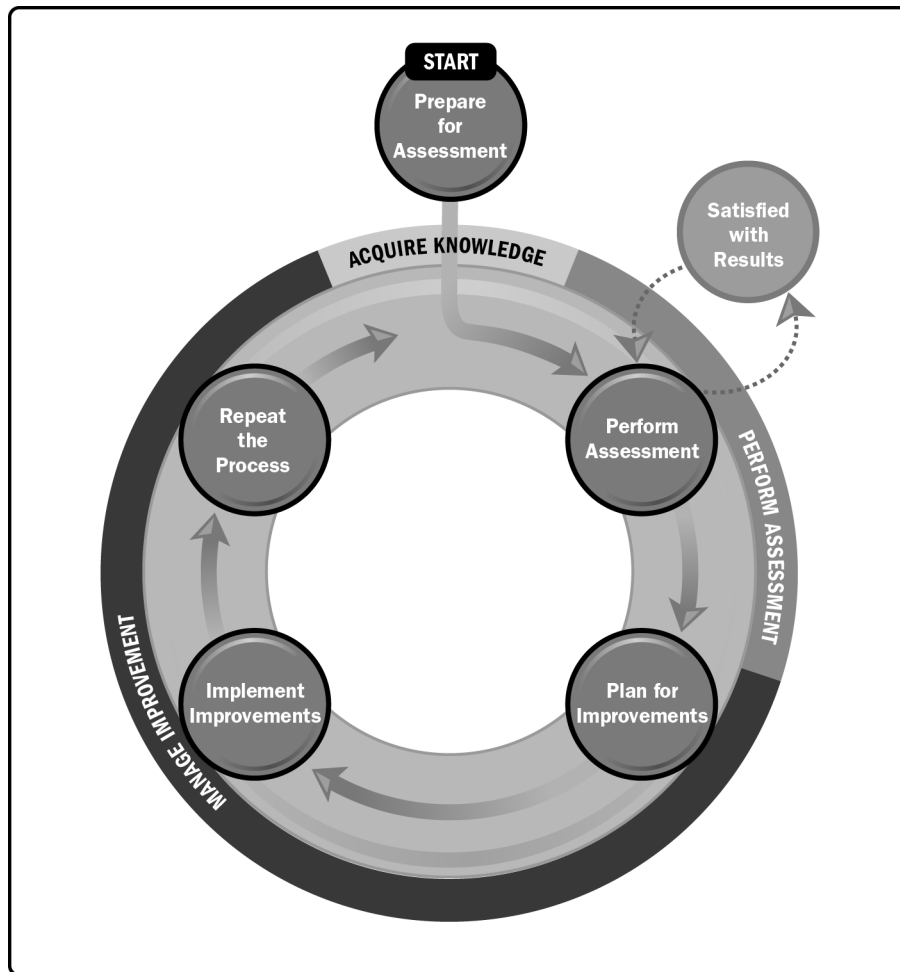 START
Prepare
for
Assessment
Satisfied
with
Results
ACQUIRE KNOWLEDGE
Repeat
the
Process
Perform
Assessment
PERFORM ASSESSMENT
Implement
Improvements
Plan for
Improvements
MANAGE IMPROVEMENT